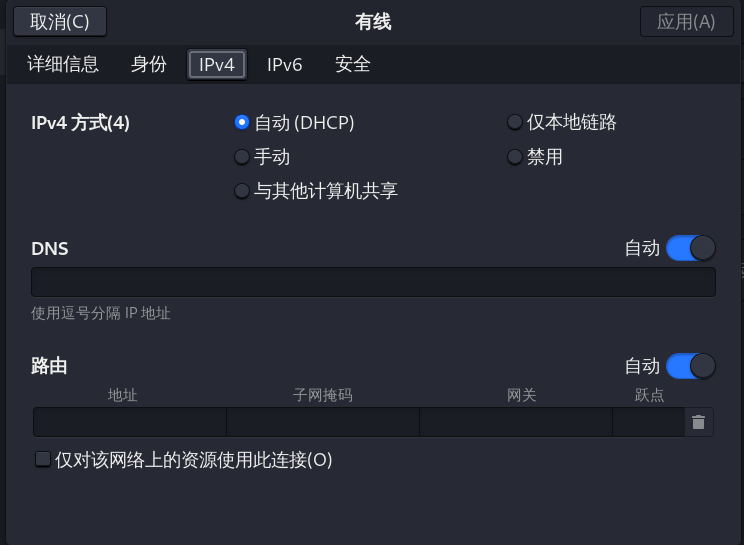 取消(C) 有线 应用(A)
详细信息 身份 IPv4 IPv6 安全
IPv4 方式(4) 自动 (DHCP) 仅本地链路
手动 禁用
与其他计算机共享
DNS 自动
使用逗号分隔 IP 地址
路由 自动
地址 子网掩码 网关 跃点
仅对该网络上的资源使用此连接(O)